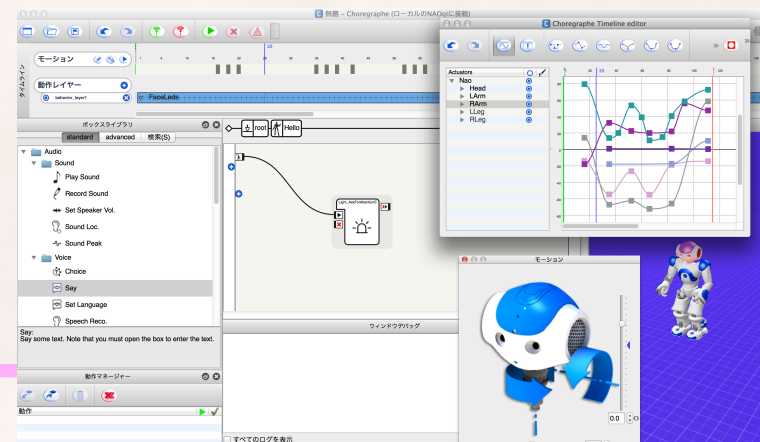 無題 – Choregraphe (ローカルのNAOqiに接続)
Choregraphe Timeline editor
タイムライン
モーション
動作レイヤー
behavior_layer1
FaceLeds
20
Actuators
Nao
Head
LArm
RArm
LLeg
RLeg
ボックスライブラリ
standard
advanced
検索(S)
root
Hello
Audio
Sound
Play Sound
Record Sound
Set Speaker Vol.
Sound Loc.
Sound Peak
Voice
Choice
Say
Set Language
Speech Reco.
Say:
Say some text. Note that you must open the box to enter the text.
モーション
ウィンドウデバッグ
動作マネージャー
動作
0.0
すべてのログを表示